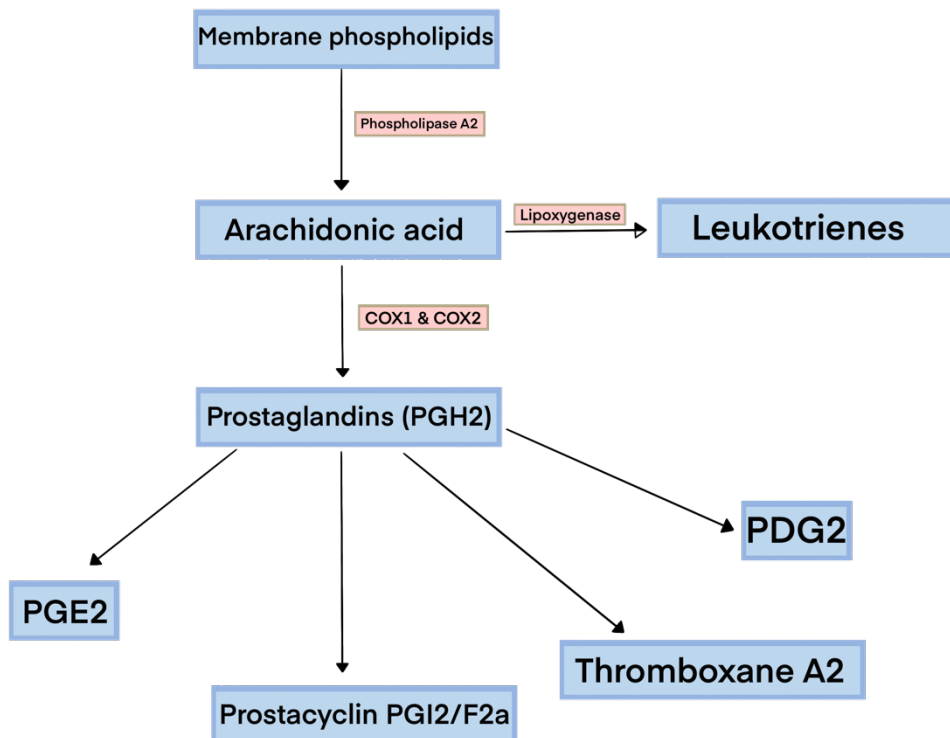 Membrane phospholipids
Phospholipase A2
Arachidonic acid
Lipoxygenase
Leukotrienes
COX1 & COX2
Prostaglandins (PGH2)
PDG2
PGE2
Thromboxane A2
Prostacyclin PGI2/F2a